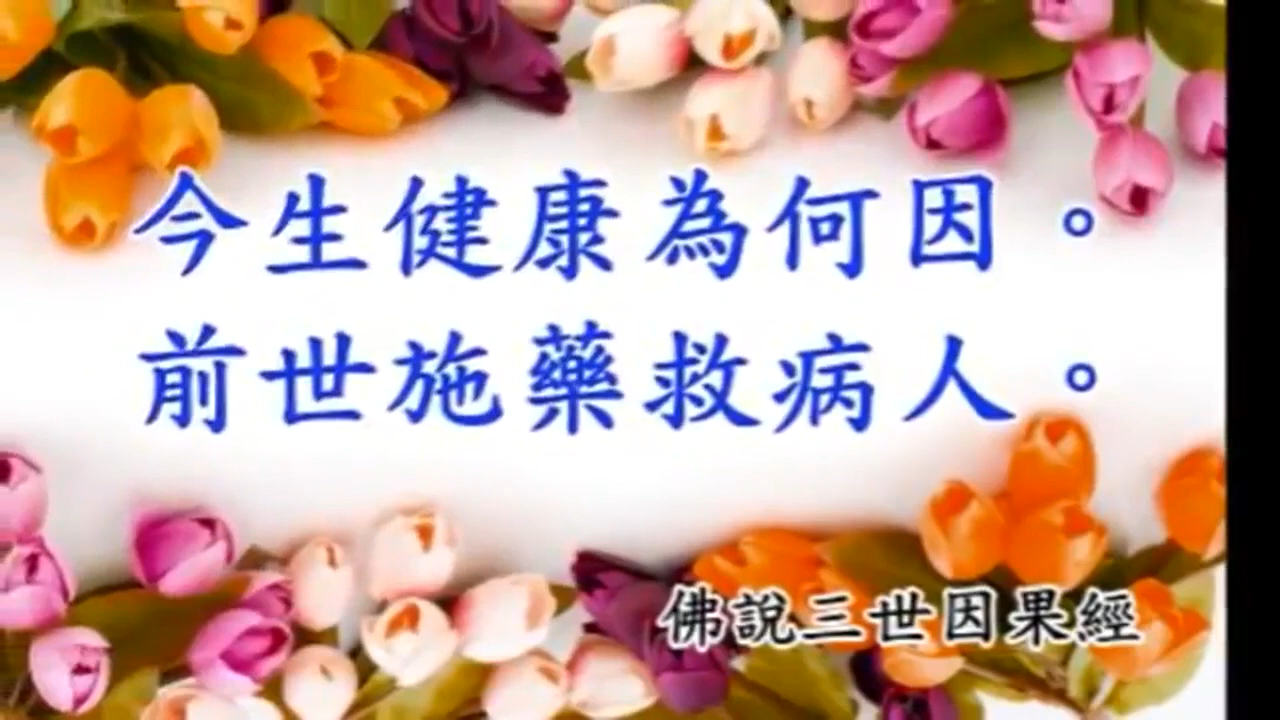 今生健康為何因。
前世施藥救病人。
佛說三世因果經